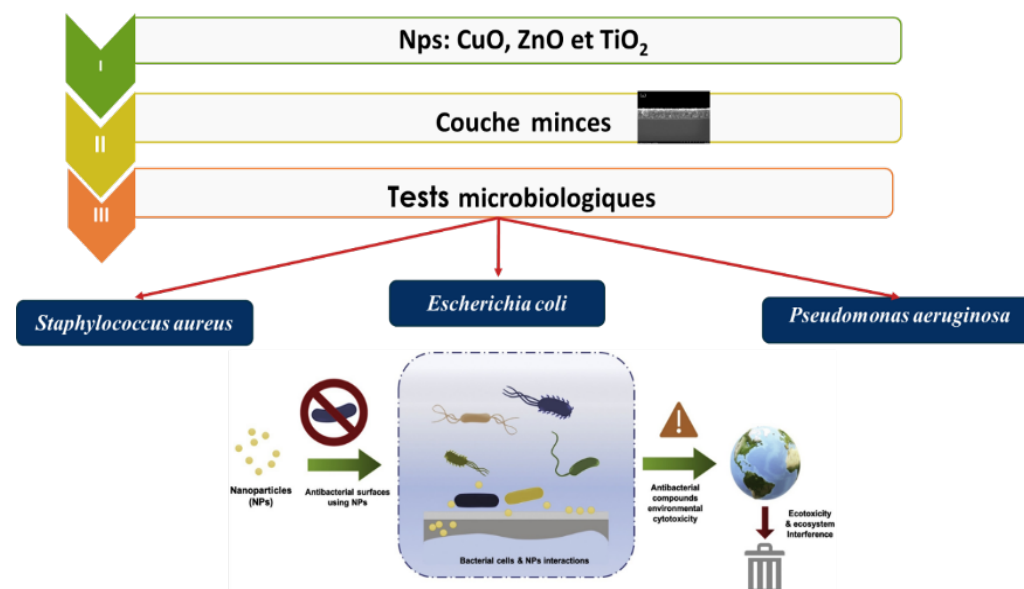 I
Nps: CuO, ZnO et TiO₂
II
Couche minces
III
Tests microbiologiques
Staphylococcus aureus
Escherichia coli
Pseudomonas aeruginosa
Nanoparticles
(NPs)
Antibacterial surfaces
using NPs
Bacterial cells & NPs interactions
Antibacterial
compounds
environmental
cytotoxicity
Ecotoxicity
& ecosystem
Interference